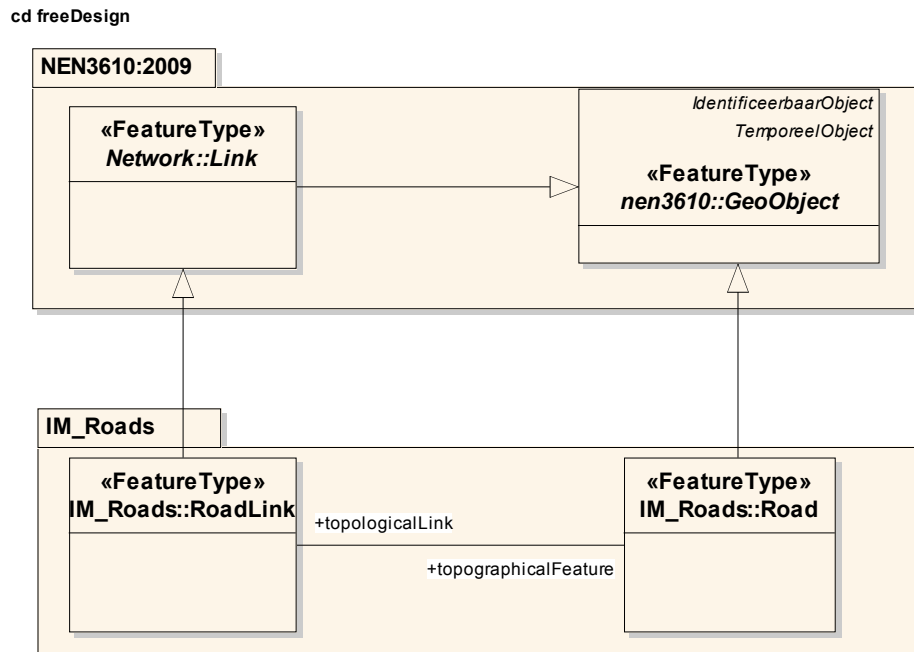 cd freeDesign
NEN3610:2009
«FeatureType»
Network::Link
IdentificeerbaarObject
TemporeelObject
«FeatureType»
nen3610::GeoObject
IM_Roads
«FeatureType»
IM_Roads::RoadLink
«FeatureType»
IM_Roads::Road
+topologicalLink
+topographicalFeature